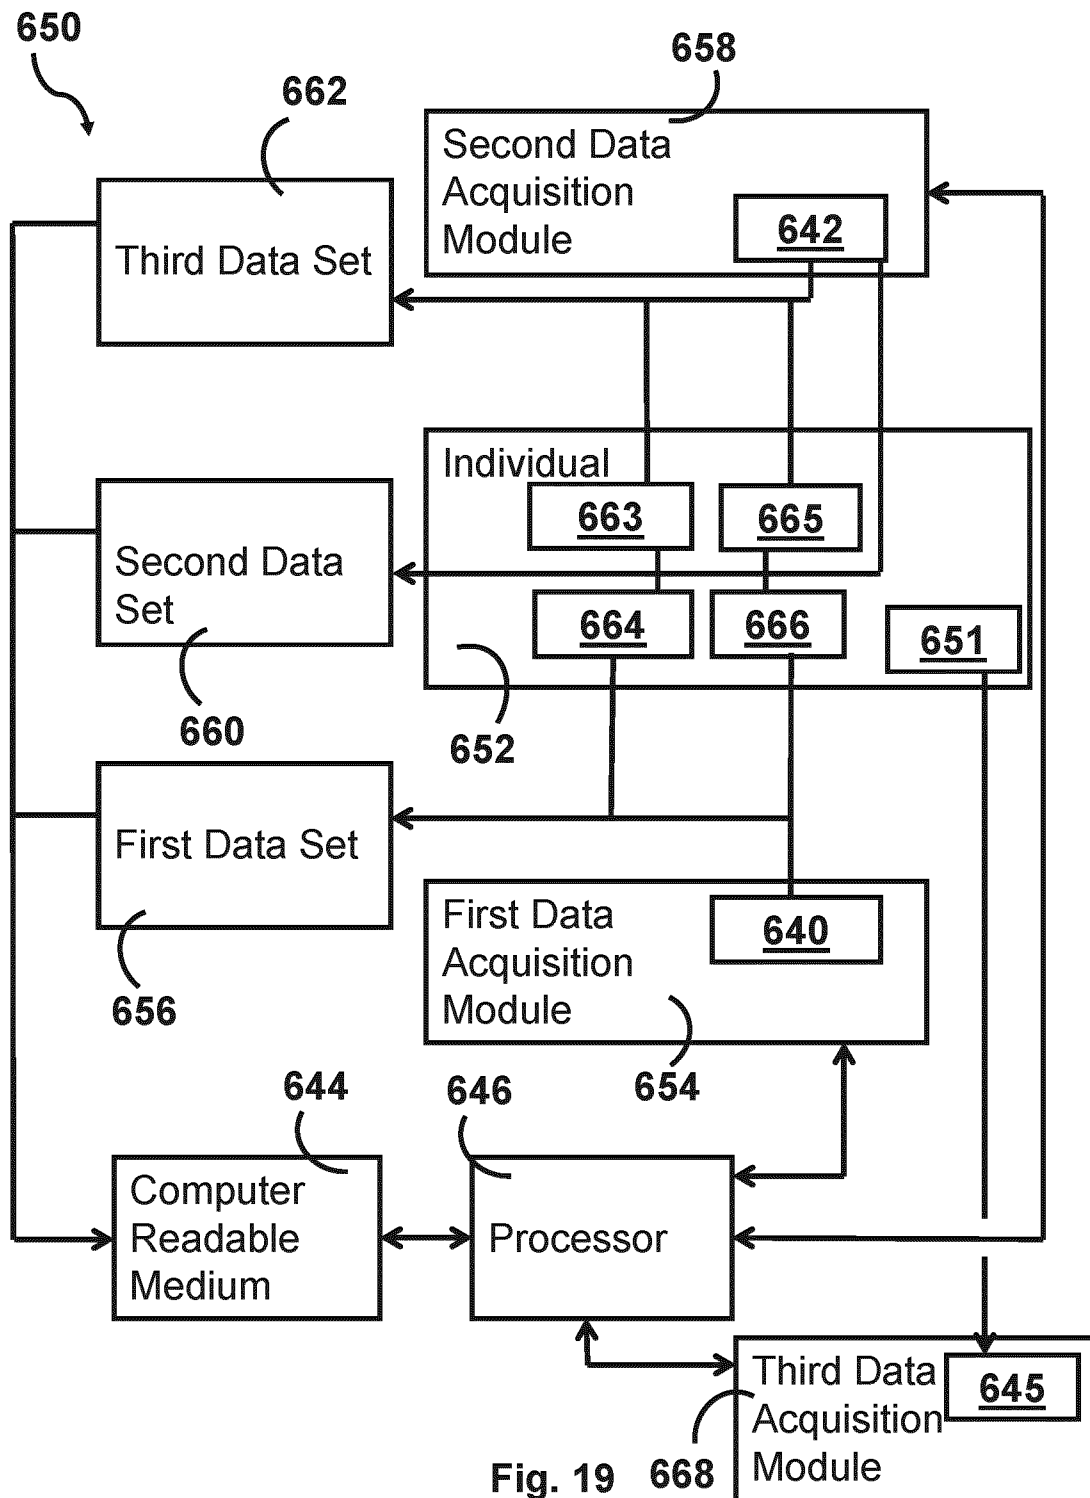 650
658
662
Second Data
Acquisition
Module
642
Third Data Set
Individual
663
665
Second Data
Set
664
666
651
660
652
First Data Set
First Data
Acquisition
Module
640
656
654
644
646
Computer
Readable
Medium
Processor
Third Data
Acquisition
Module
645
668
Fig. 19